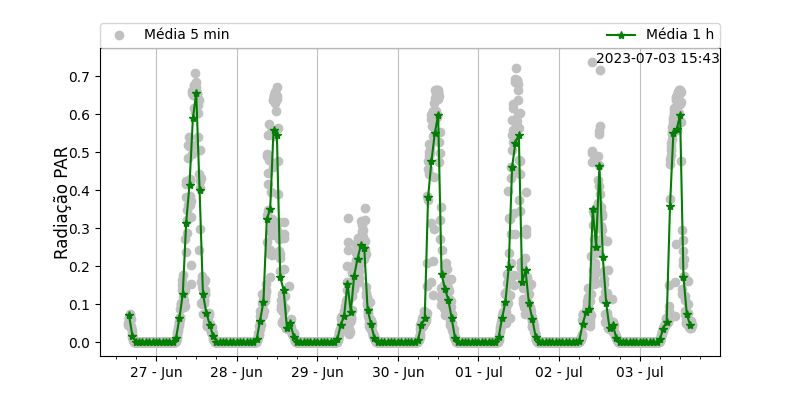 Média 5 min
Média 1 h
2023-07-03 15:43
Radiação PAR
0.7
0.6
0.5
0.4
0.3
0.2
0.1
0.0
27 - Jun
28 - Jun
29 - Jun
30 - Jun
01 - Jul
02 - Jul
03 - Jul